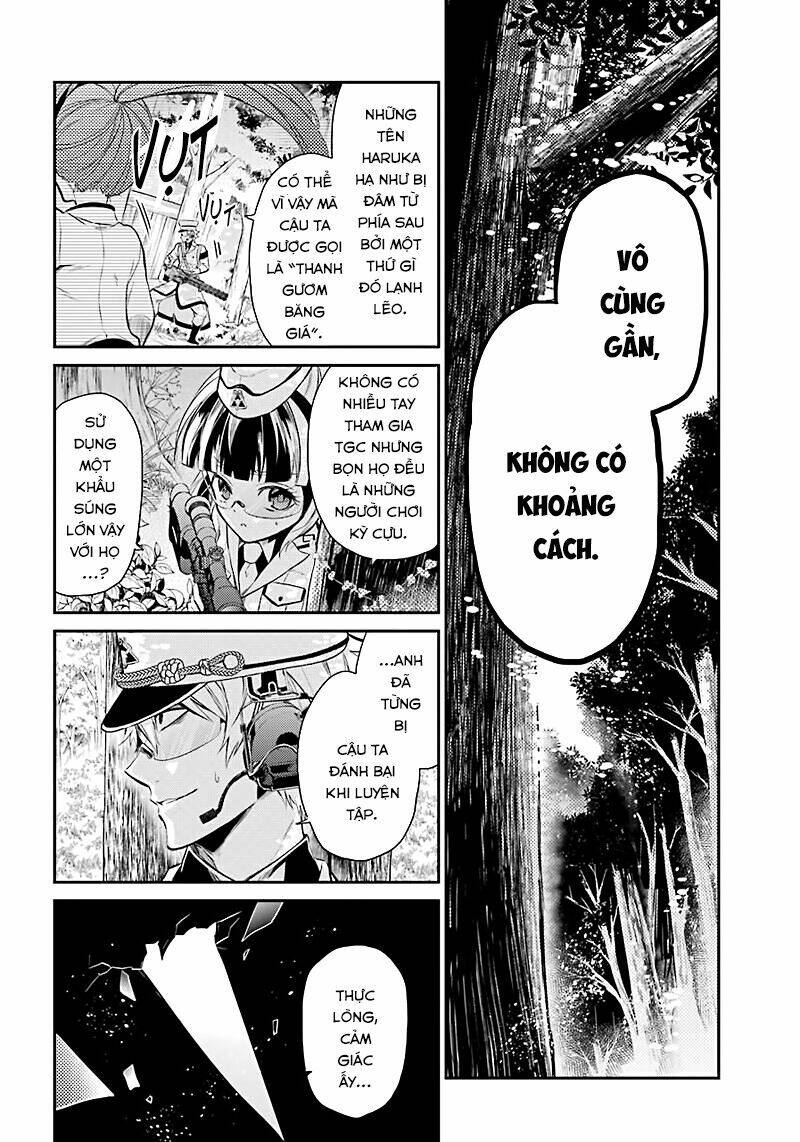 VÔ
CÙNG
GẦN,
KHÔNG CÓ
KHOẢNG
CÁCH.
NHỮNG
TÊN
HARUKA
HẠ NHƯ BỊ
ĐÂM TỪ
PHÍA SAU
BỞI MỘT
THỨ GÌ
ĐÓ LẠNH
LẼO.
CÓ THỂ
VÌ VẬY MÀ
CẬU TA
ĐƯỢC GỌI
LÀ “THANH
GƯƠM
BĂNG
GIÁ”.
VỤT
VỤT
VỤT
KHÔNG CÓ
NHIỀU TAY
THAM GIA
TGC NHƯNG
BỌN HỌ ĐỀU
LÀ NHỮNG
NGƯỜI CHƠI
KỲ CỰU.
SỬ
DỤNG
MỘT
KHẨU
SÚNG
LỚN VẬY
VỚI HỌ
...?
...ANH
ĐÃ
TỪNG
BỊ
CẬU TA
ĐÁNH BẠI
KHI LUYỆN
TẬP.
THỰC
LÒNG,
CẢM
GIÁC
ẤY...